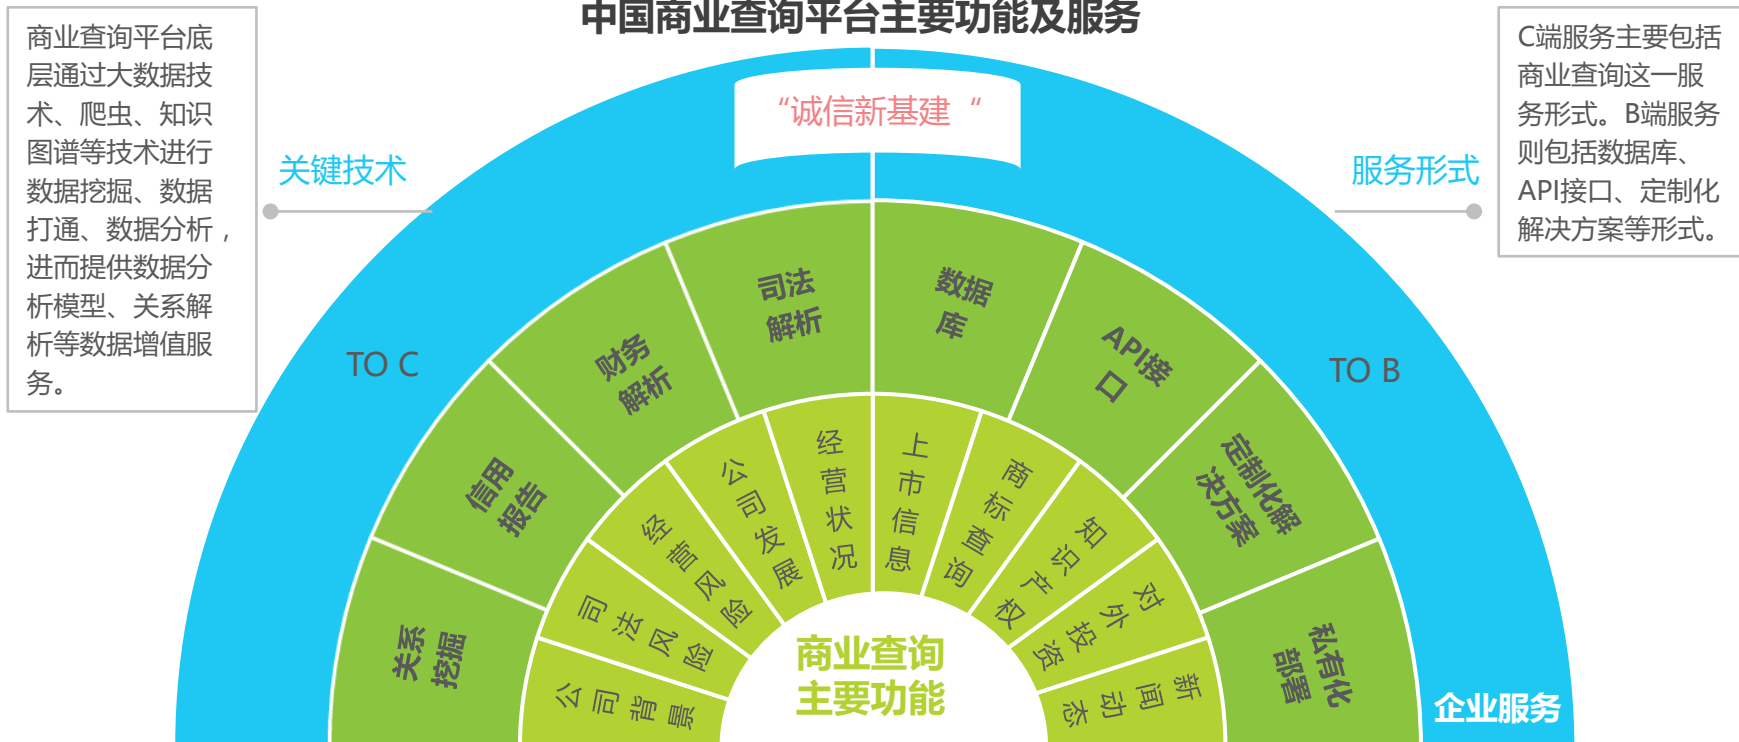 中国商业查询平台主要功能及服务
商业查询平台底
层通过大数据技
术、爬虫、知识
图谱等技术进行
数据挖掘、数据
打通、数据分析，
进而提供数据分
析模型、关系解
析等数据增值服
务。
关键技术
“诚信新基建“
服务形式
C端服务主要包括
商业查询这一服
务形式。B端服务
则包括数据库、
API接口、定制化
解决方案等形式。
TO C
TO B
关系
挖掘
信用
报告
财务
解析
司法
解析
数据
库
API接
口
定制化解
决方案
私有化
部署
公司背景
司法风险
经营风险
公司发展
经营状况
上市信息
商标查询
知识产权
对外投资
新闻动态
商业查询
主要功能
企业服务